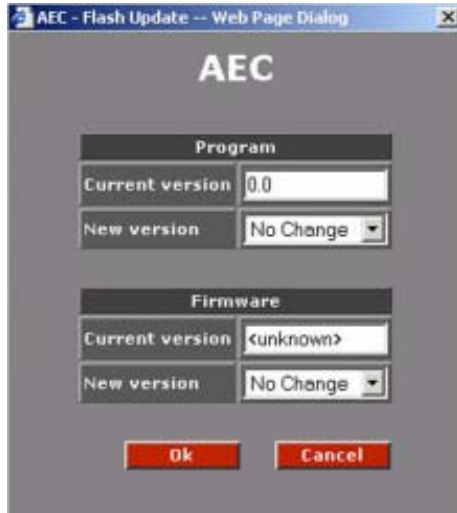 AEC - Flash Update -- Web Page Dialog
AEC
Program
Current version 0.0
New version No Change
Firmware
Current version <unknown>
New version No Change
Ok Cancel